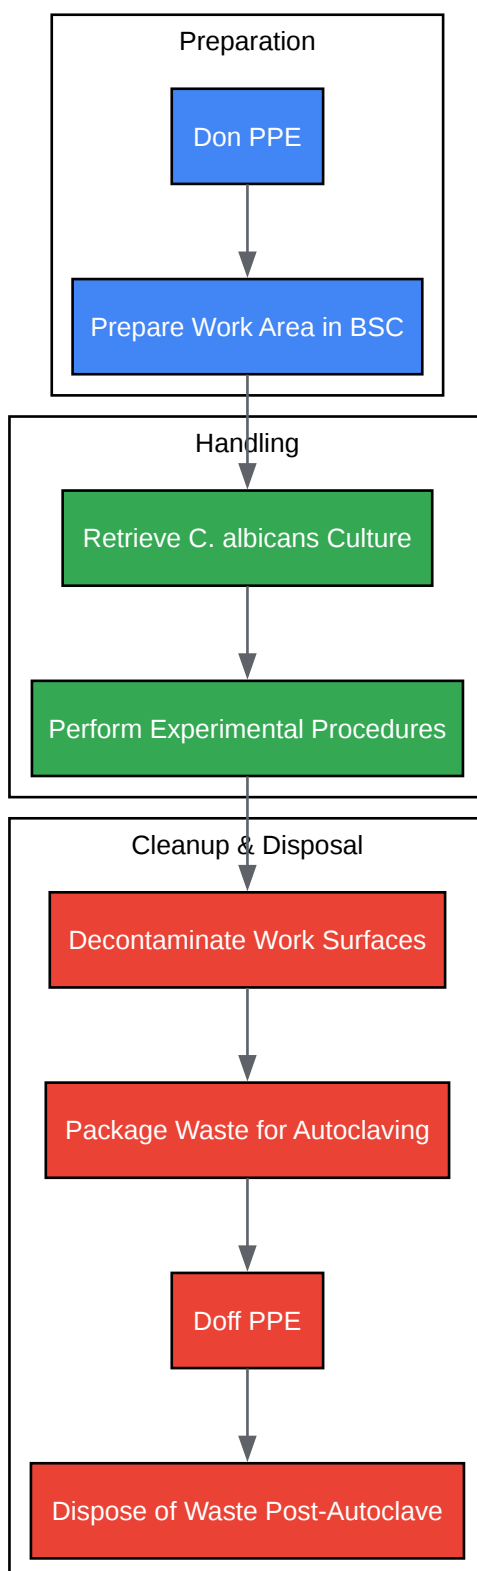 Preparation
Don PPE
Prepare Work Area in BSC
Handling
Retrieve C. albicans Culture
Perform Experimental Procedures
Cleanup & Disposal
Decontaminate Work Surfaces
Package Waste for Autoclaving
Doff PPE
Dispose of Waste Post-Autoclave